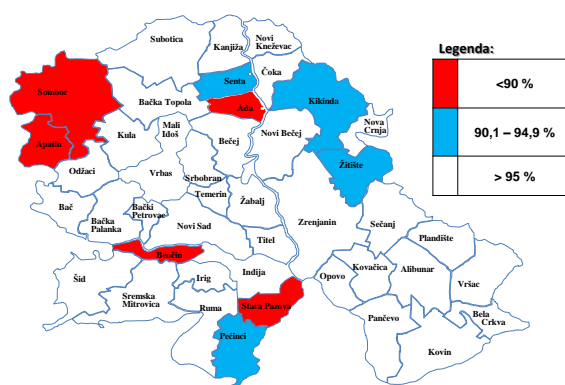 Subotica
Kanjiža
Novi
Kneževac
Legenda:
Sombor
Senta
Čoka
<90 %
Bačka Topola
Ada
Kikinda
Apatin
Kula
Mali
Iđoš
Bečej
Novi Bečej
Nova
Crnja
90,1 – 94,9 %
Odžaci
Vrbas
Srbobran
Žitište
> 95 %
Bač
Bačka
Palanka
Bački
Petrovac
Temerin
Žabalj
Novi Sad
Zrenjanin
Sečanj
Titel
Plandište
Beočin
Šid
Irig
Inđija
Opovo
Kovačica
Alibunar
Vršac
Sremska
Mitrovica
Ruma
Stara Pazova
Pančevo
Bela
Crkva
Pećinci
Kovin